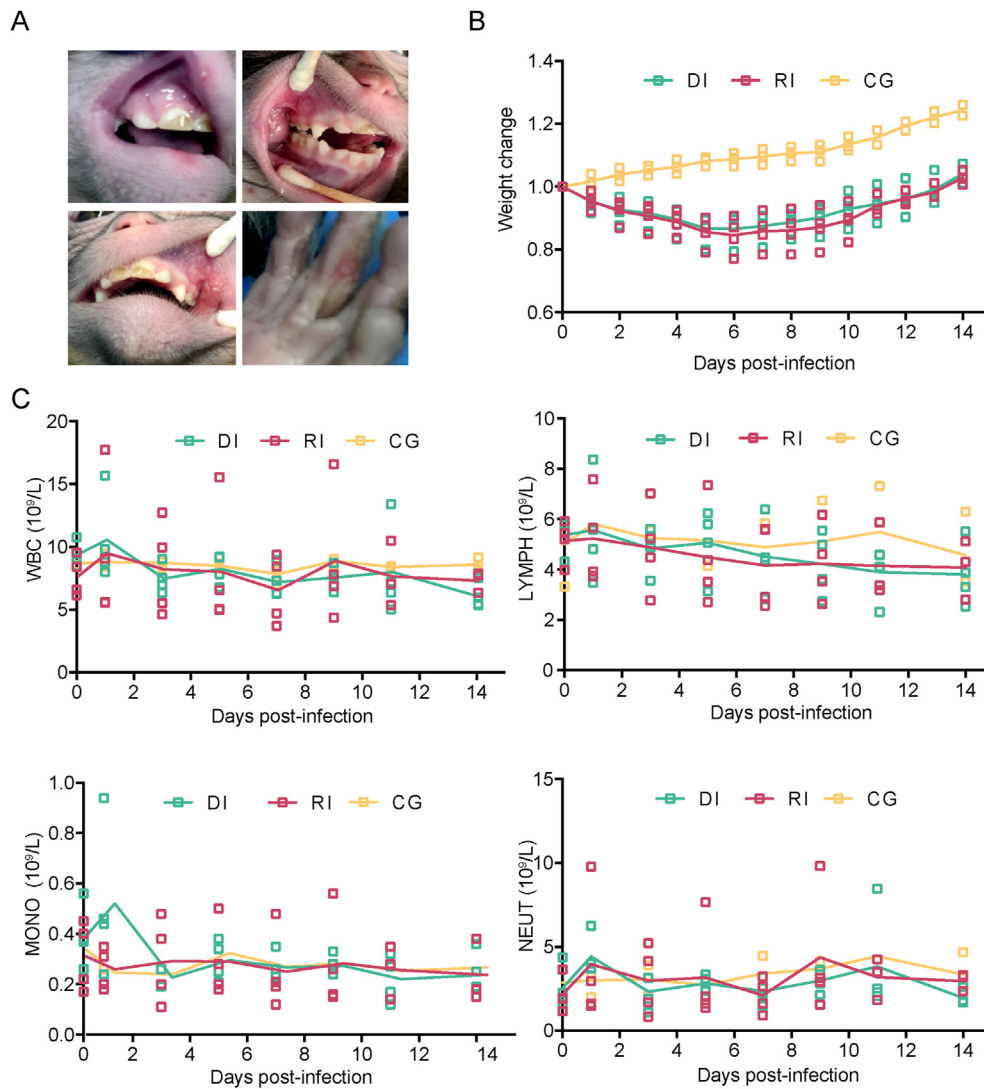 A
B
1.4
1.2
1.0
0.8
0.6
Weight change
DI RI CG
0 2 4 6 8 10 12 14
Days post-infection
C
20
15
10
5
0
WBC (10⁹/L)
DI RI CG
0 2 4 6 8 10 12 14
Days post-infection
10
8
6
4
2
0
LYMPH (10⁹/L)
DI RI CG
0 2 4 6 8 10 12 14
Days post-infection
1.0
0.8
0.6
0.4
0.2
0.0
MONO (10⁹/L)
DI RI CG
0 2 4 6 8 10 12 14
Days post-infection
15
10
5
0
NEUT (10⁹/L)
DI RI CG
0 2 4 6 8 10 12 14
Days post-infection